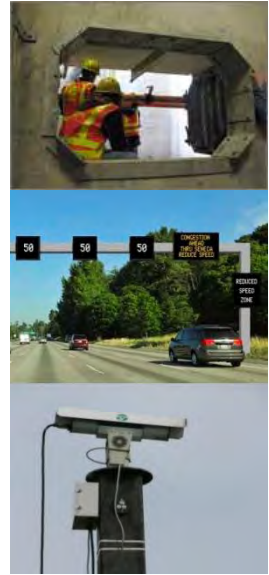 50
50
50
CONGESTION
AHEAD
THRU SENECA
REDUCE SPEED
REDUCED
SPEED
ZONE